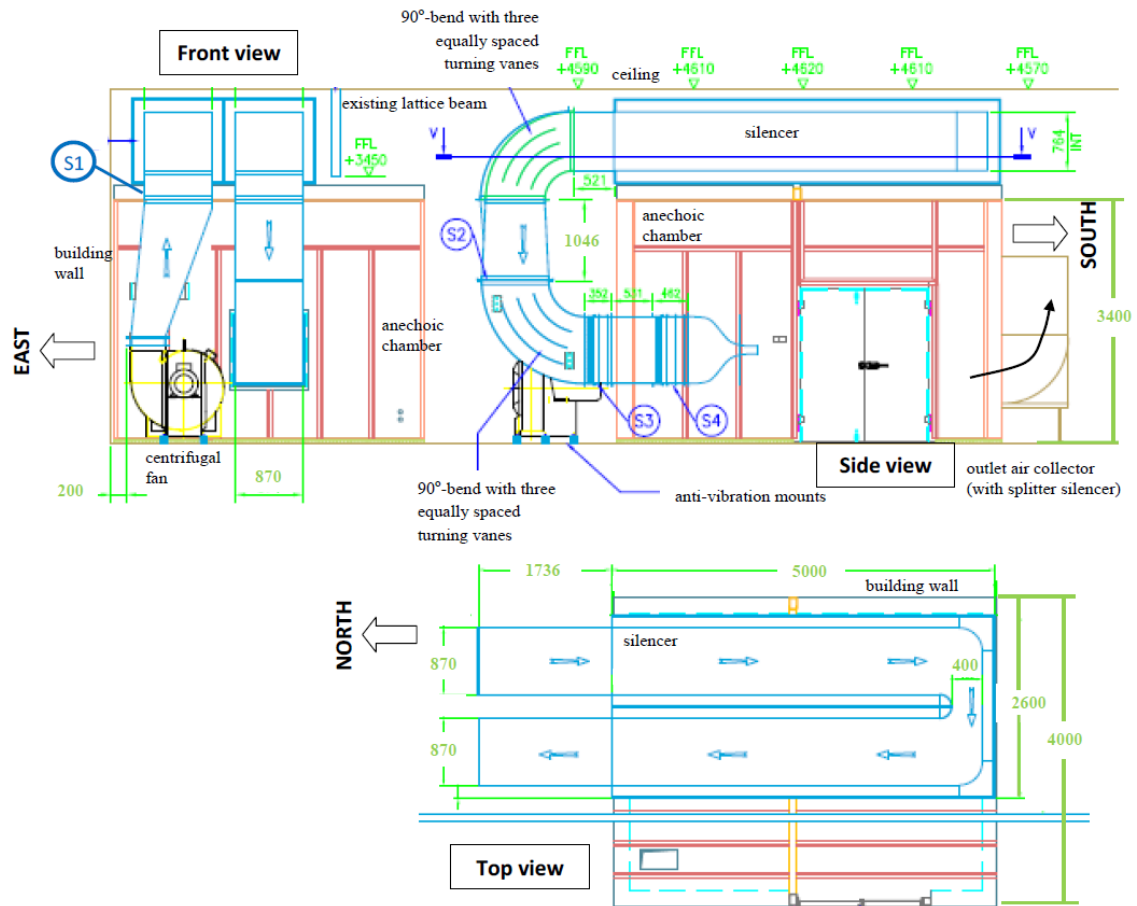 90°-bend with three
equally spaced
turning vanes
Front view
ceiling
FFL
+4590
FFL
+4610
FFL
+4620
FFL
+4610
FFL
+4570
existing lattice beam
silencer
V
V
764
INT
S1
FFL
+3450
521
anechoic
chamber
SOUTH
S2
1046
building
wall
352
531
462
3400
EAST
anechoic
chamber
S3
S4
Side view
centrifugal
fan
outlet air collector
(with splitter silencer)
200
870
90°-bend with three
equally spaced
turning vanes
anti-vibration mounts
1736
5000
building wall
NORTH
silencer
870
400
2600
4000
870
Top view